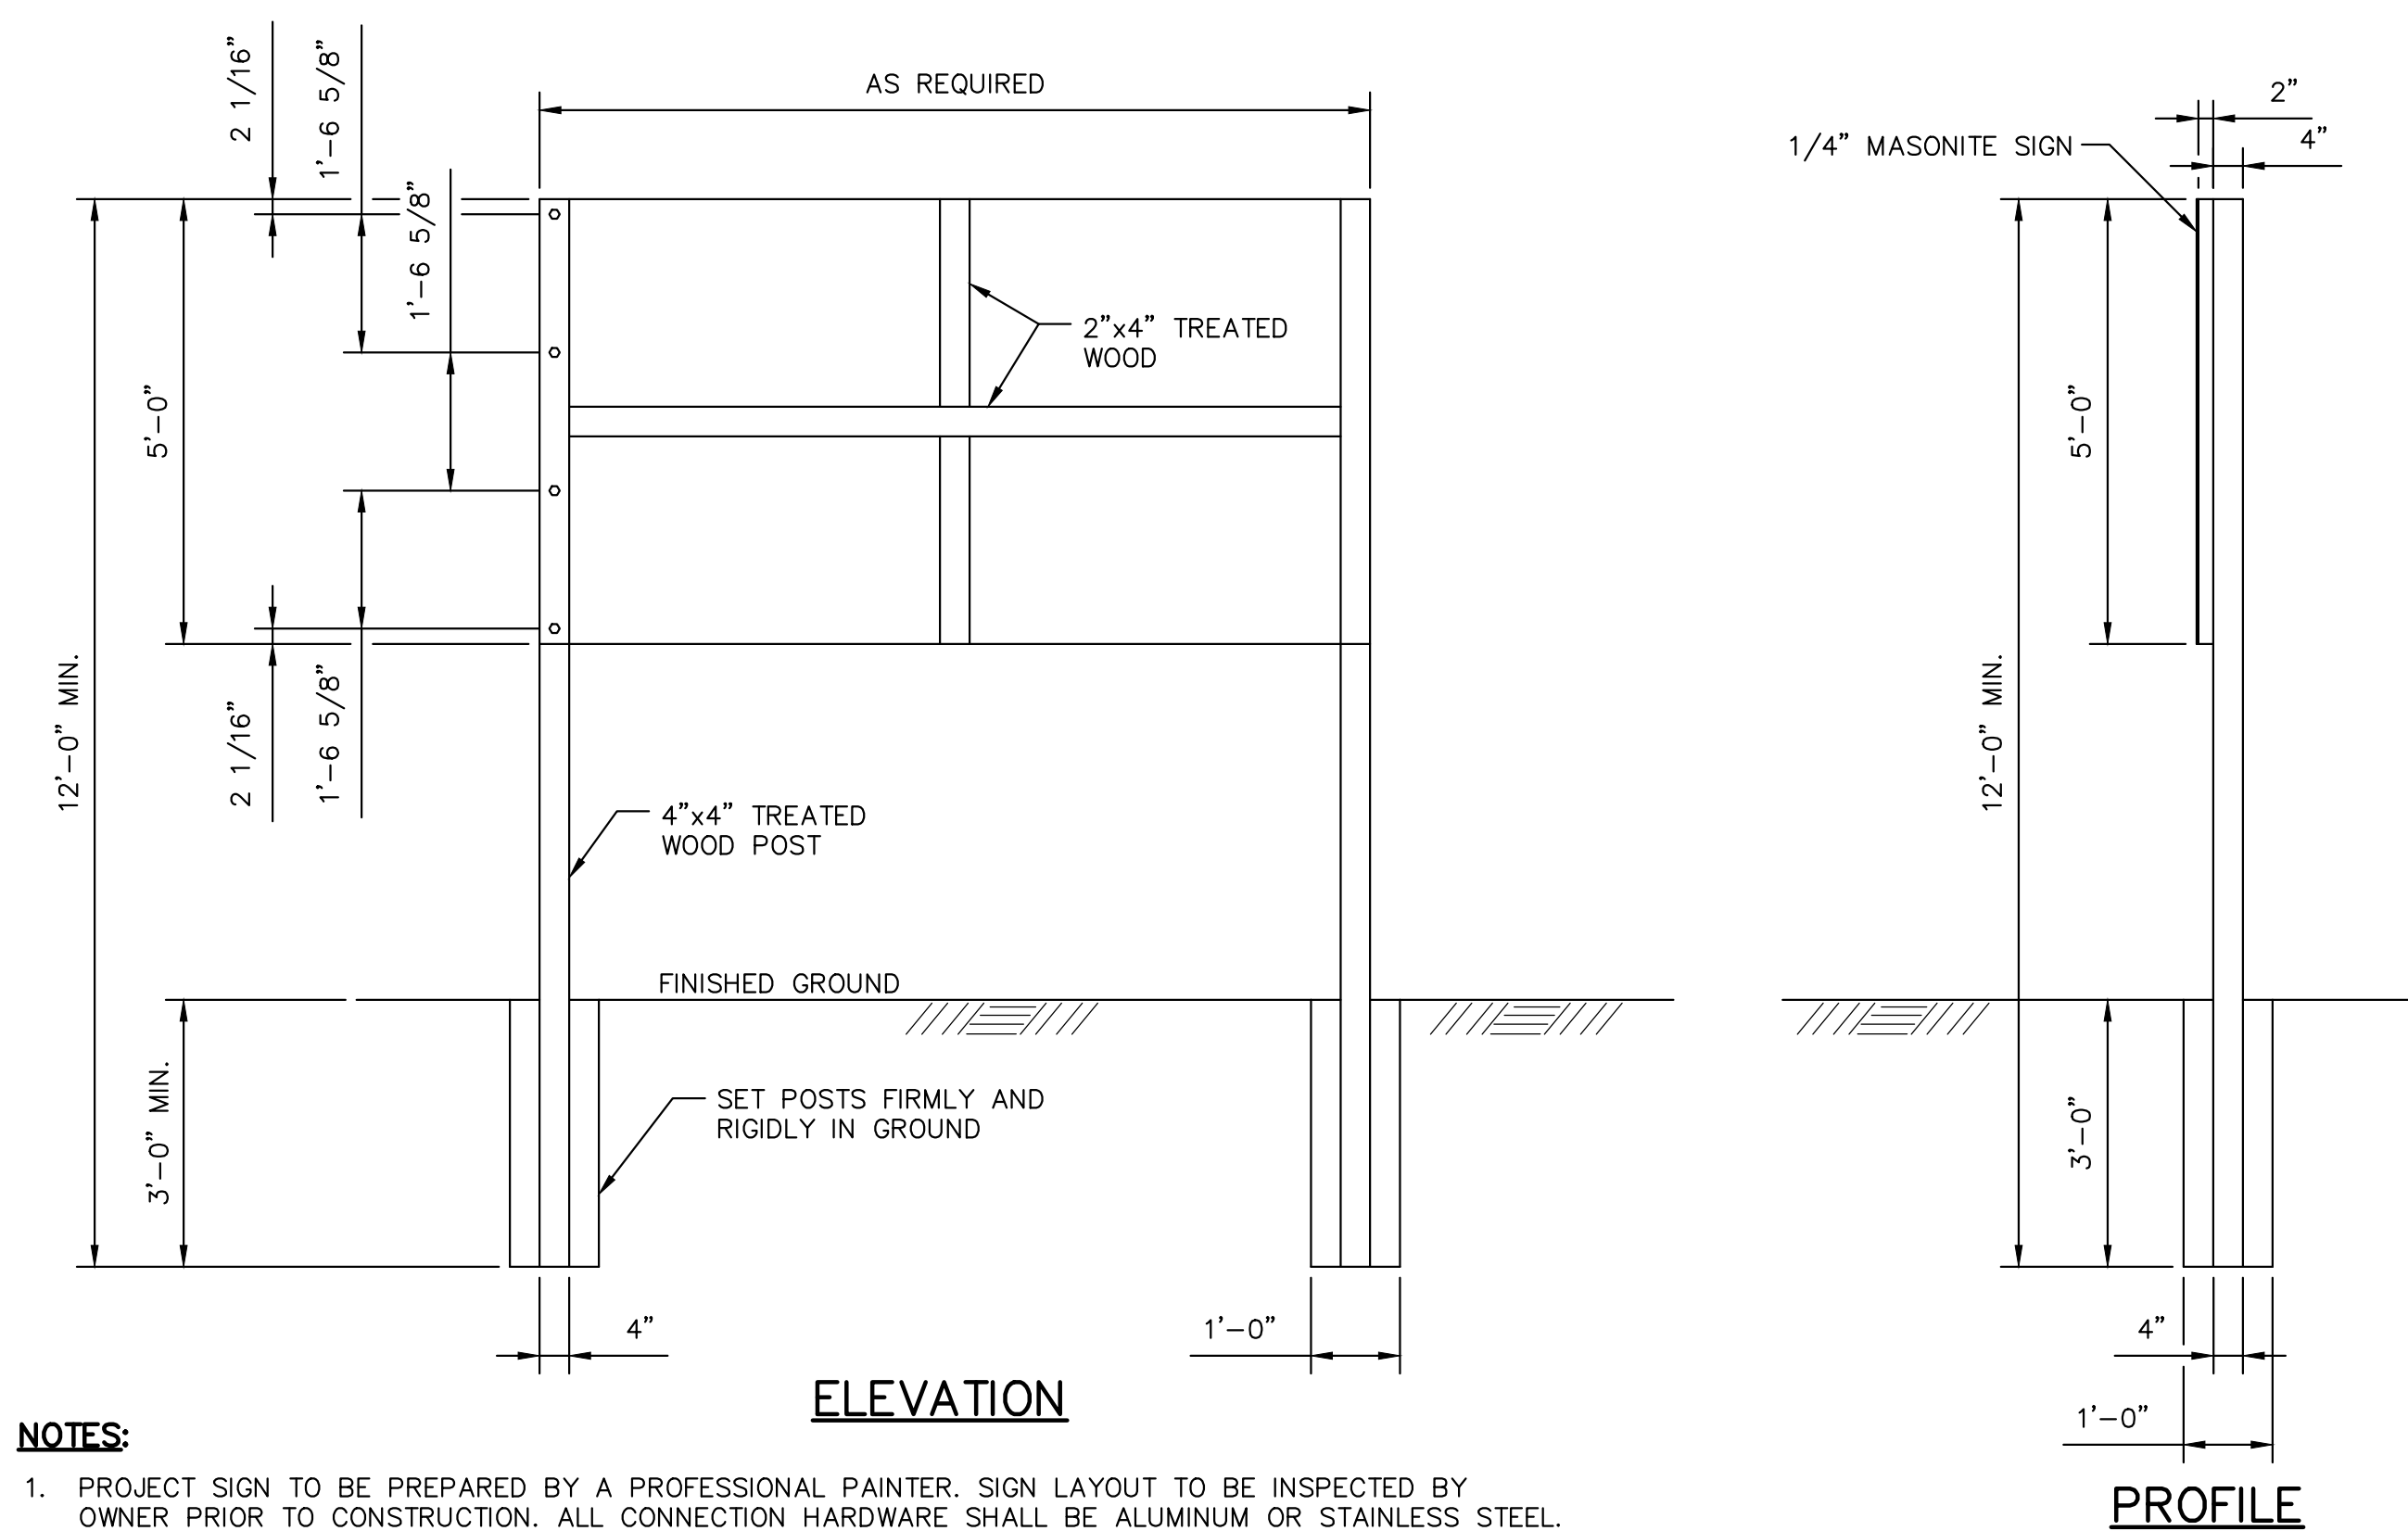 2 1/16"
1'-6 5/8"
1'-6 5/8"
AS REQUIRED
2"
4"
1/4" MASONITE SIGN
2"x4" TREATED
WOOD
5'-0"
5'-0"
12'-0" MIN.
2 1/16"
1'-6 5/8"
12'-0" MIN.
4"x4" TREATED
WOOD POST
FINISHED GROUND
3'-0" MIN.
SET POSTS FIRMLY AND
RIGIDLY IN GROUND
3'-0"
4"
1'-0"
4"
1'-0"
ELEVATION
PROFILE
NOTES:
1. PROJECT SIGN TO BE PREPARED BY A PROFESSIONAL PAINTER. SIGN LAYOUT TO BE INSPECTED BY
OWNER PRIOR TO CONSTRUCTION. ALL CONNECTION HARDWARE SHALL BE ALUMINUM OR STAINLESS STEEL.